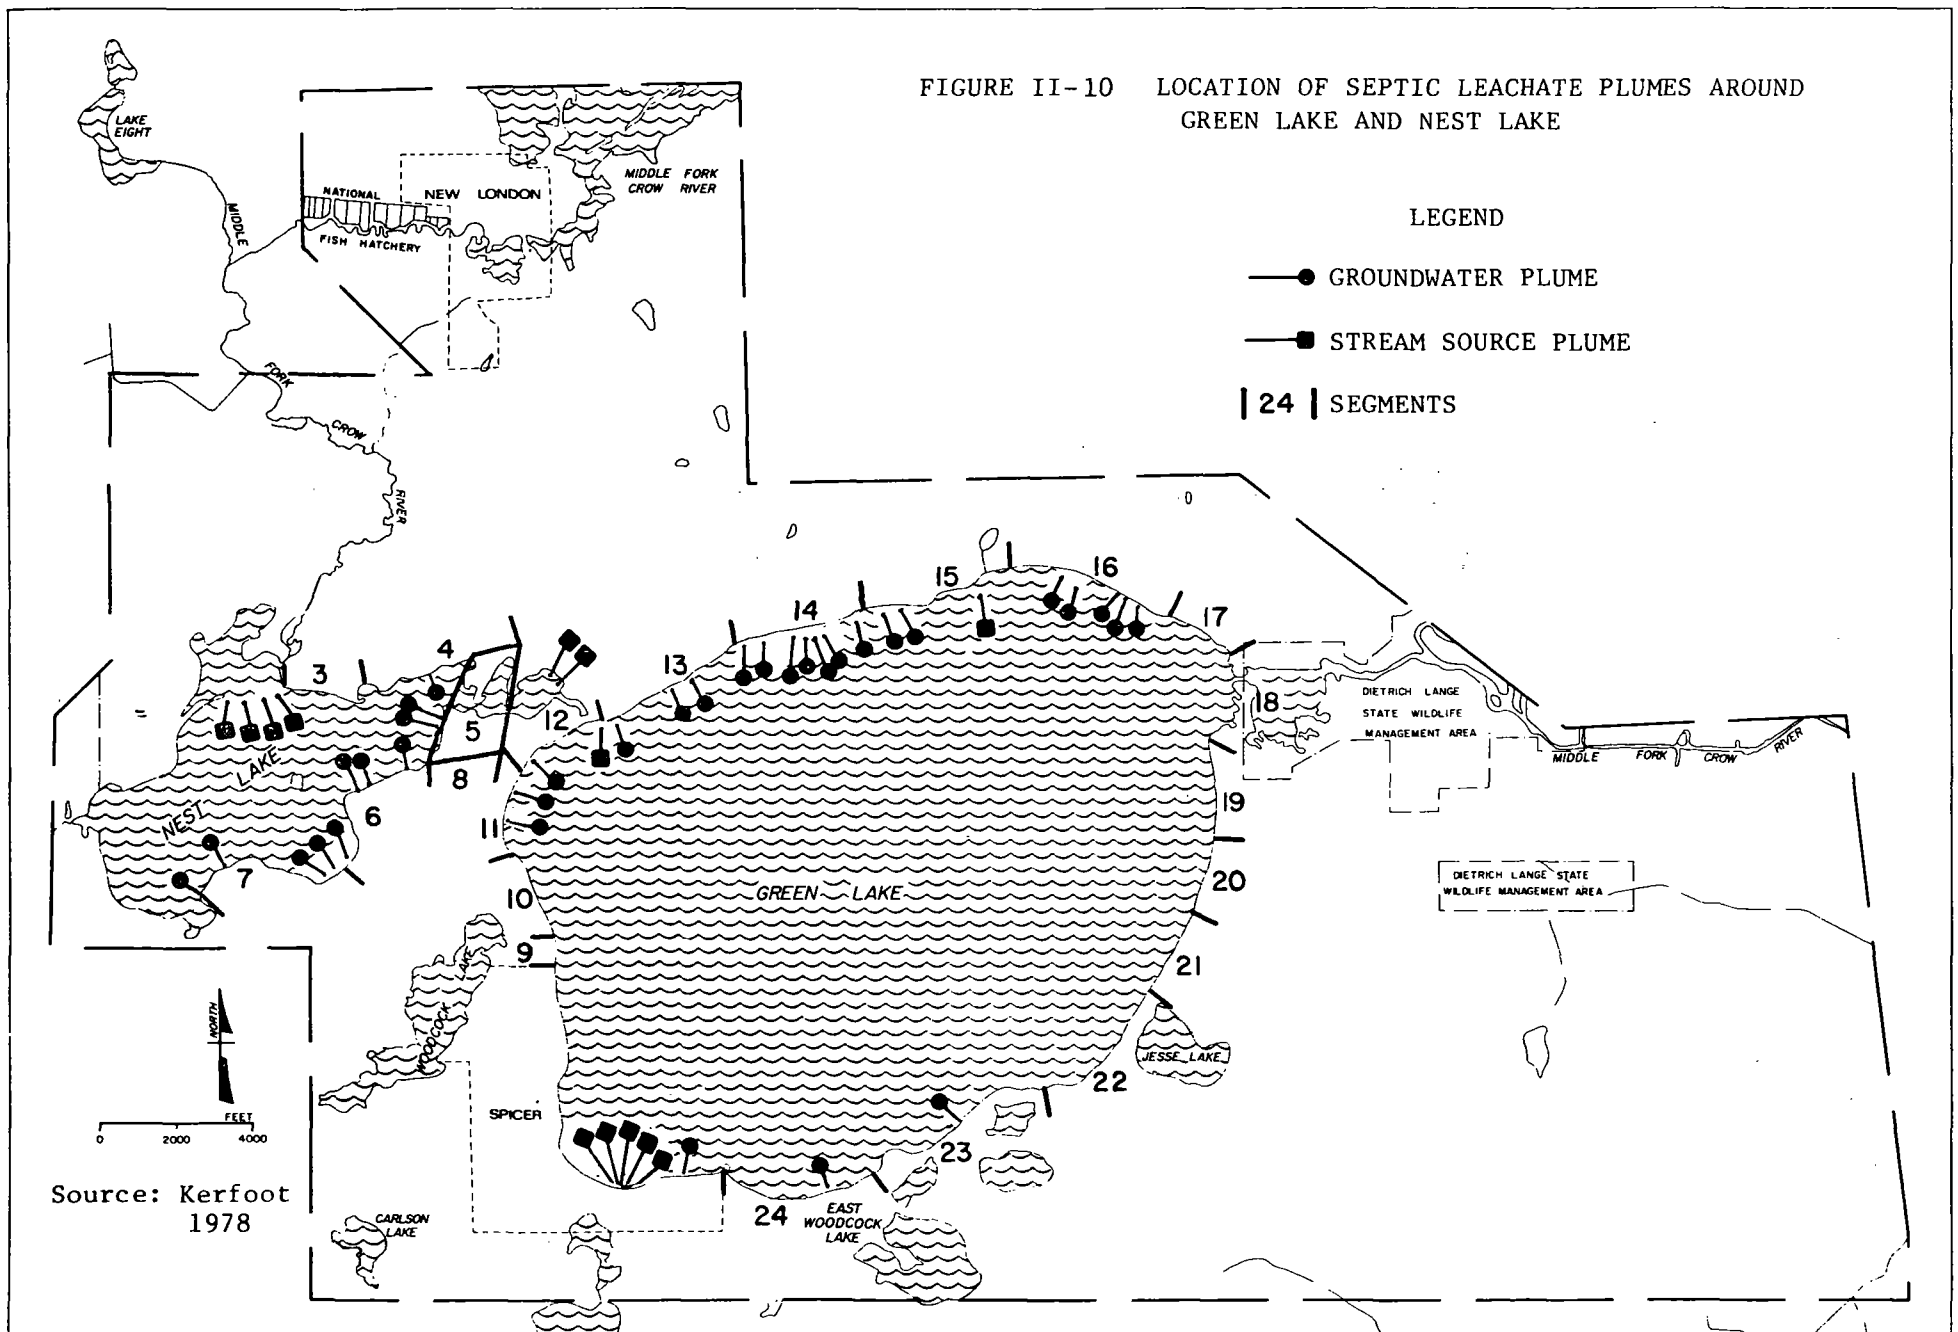 FIGURE II-10 LOCATION OF SEPTIC LEACHATE PLUMES AROUND
GREEN LAKE AND NEST LAKE
LEGEND
GROUNDWATER PLUME
STREAM SOURCE PLUME
24 SEGMENTS
LAKE
EIGHT
MIDDLE
FORK
CROW
RIVER
NATIONAL
FISH HATCHERY
NEW LONDON
MIDDLE FORK
CROW RIVER
3
4
5
6
7
8
NEST LAKE
9
10
11
12
13
14
15
16
17
18
19
20
21
22
23
24
GREEN LAKE
DIETRICH LANGE
STATE WILDLIFE
MANAGEMENT AREA
MIDDLE FORK CROW RIVER
DIETRICH LANGE STATE
WILDLIFE MANAGEMENT AREA
WOODCOCK LAKE
JESSE LAKE
SPICER
EAST
WOODCOCK
LAKE
CARLSON
LAKE
NORTH
FEET
0 2000 4000
Source: Kerfoot
1978